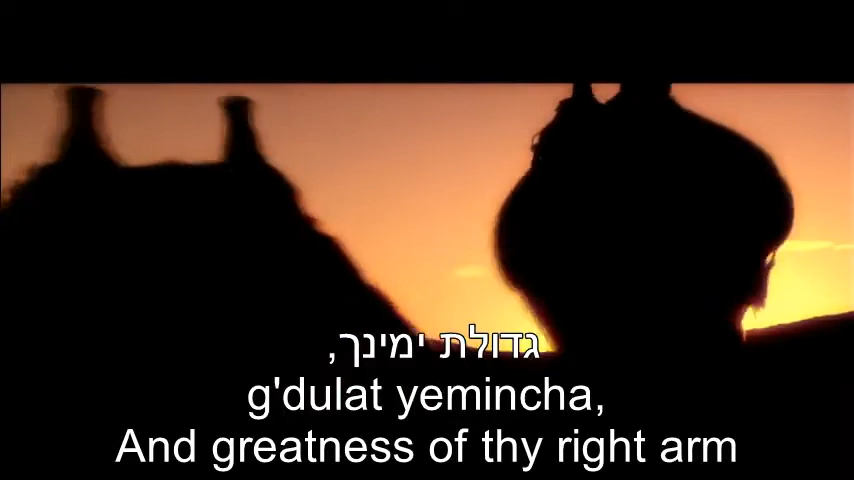 גדולת ימינך,
g'dulat yemincha,
And greatness of thy right arm